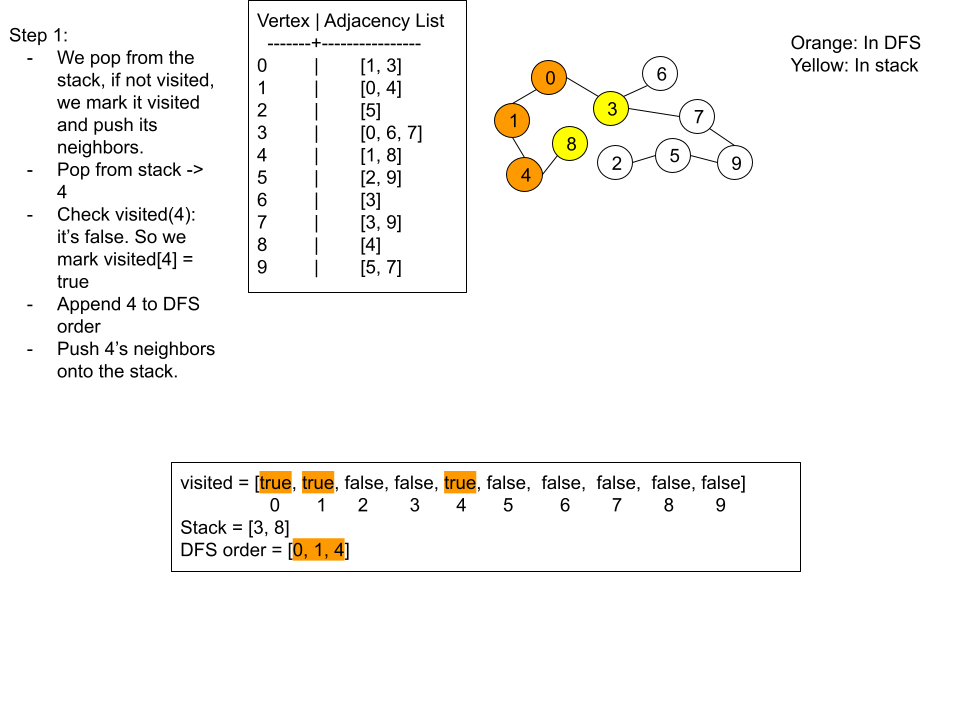 Step 1:
- We pop from the
stack, if not visited,
we mark it visited
and push its
neighbors.
- Pop from stack ->
4
- Check visited(4):
it’s false. So we
mark visited[4] =
true
- Append 4 to DFS
order
- Push 4’s neighbors
onto the stack.
Vertex | Adjacency List
-------+----------------
0 | [1, 3]
1 | [0, 4]
2 | [5]
3 | [0, 6, 7]
4 | [1, 8]
5 | [2, 9]
6 | [3]
7 | [3, 9]
8 | [4]
9 | [5, 7]
0
6
3
1
7
8
2
5
9
4
Orange: In DFS
Yellow: In stack
visited = [true, true, false, false, true, false, false, false, false, false]
0 1 2 3 4 5 6 7 8 9
Stack = [3, 8]
DFS order = [0, 1, 4]